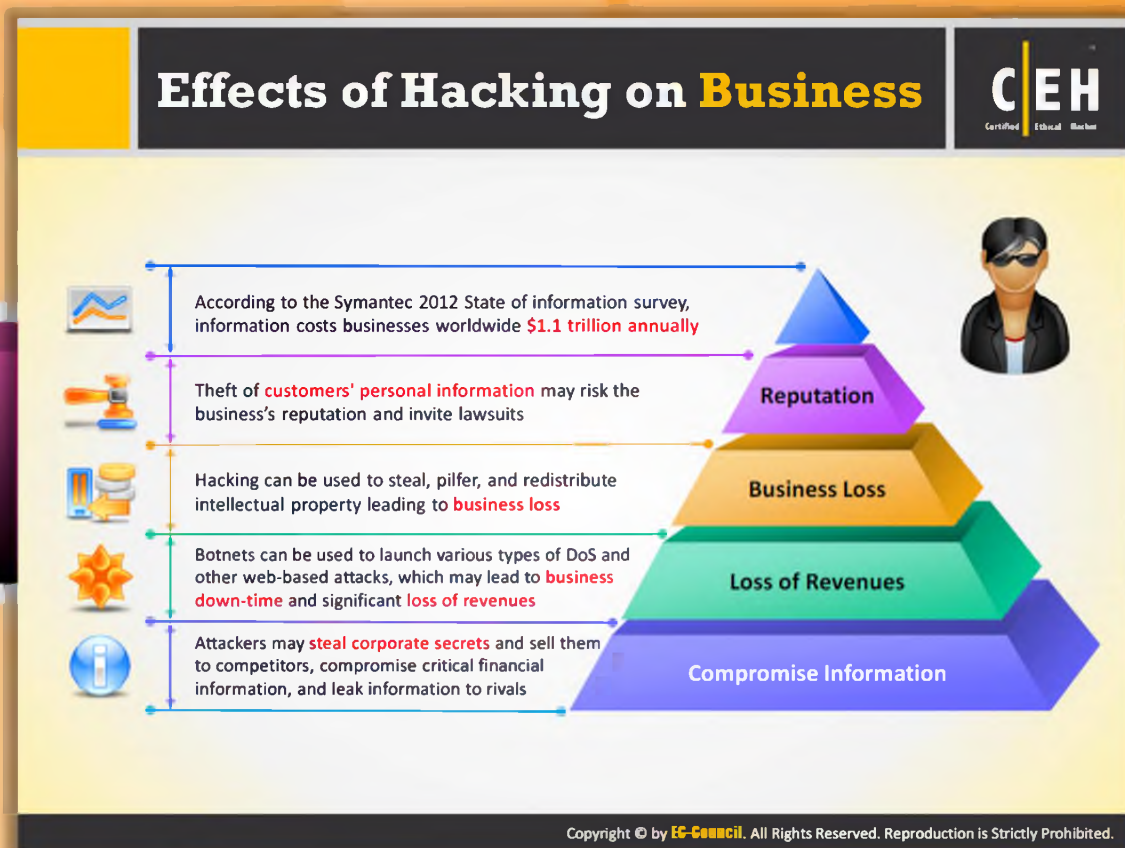 Effects of Hacking on Business
CEH
Certified Ethical Hacker
According to the Symantec 2012 State of information survey,
information costs businesses worldwide $1.1 trillion annually
Theft of customers' personal information may risk the
business's reputation and invite lawsuits
Reputation
Hacking can be used to steal, pilfer, and redistribute
intellectual property leading to business loss
Business Loss
Botnets can be used to launch various types of DoS and
other web-based attacks, which may lead to business
down-time and significant loss of revenues
Loss of Revenues
Attackers may steal corporate secrets and sell them
to competitors, compromise critical financial
information, and leak information to rivals
Compromise Information
Copyright © by EC-Council. All Rights Reserved. Reproduction is Strictly Prohibited.